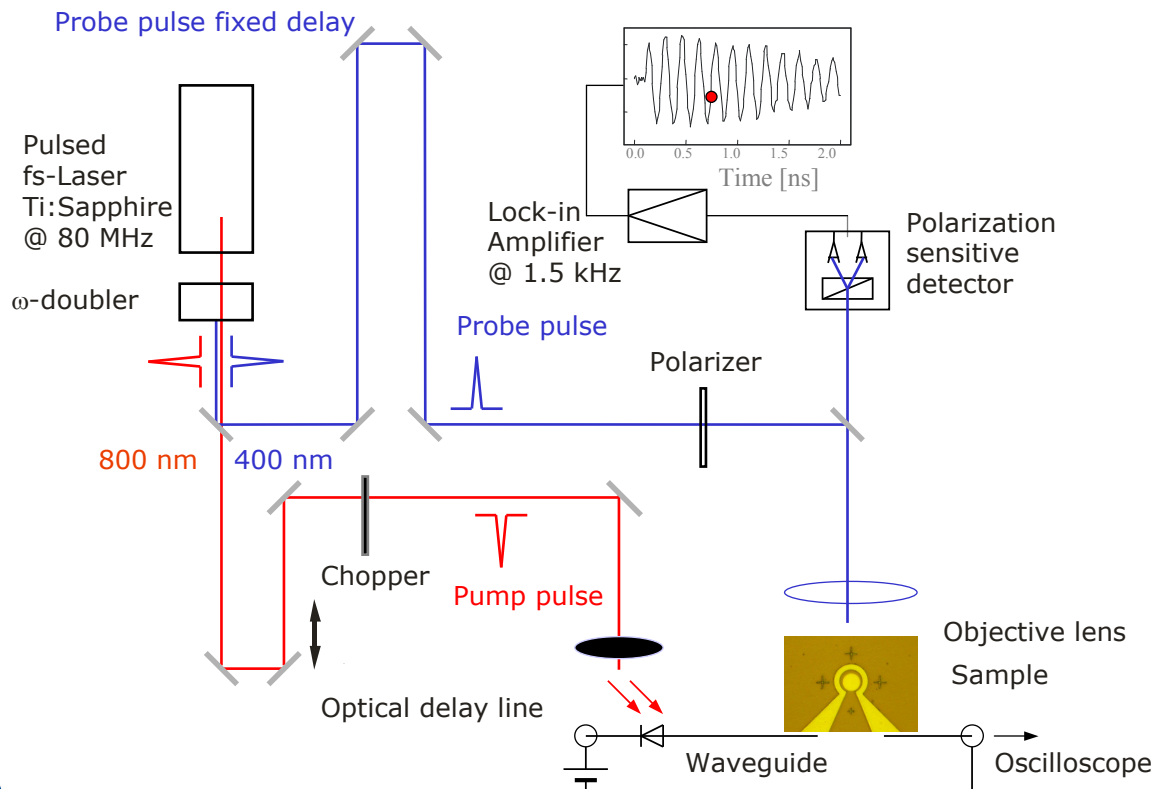 Probe pulse fixed delay
Pulsed
fs-Laser
Ti:Sapphire
@ 80 MHz
ω-doubler
0.0 0.5 1.0 1.5 2.0
Time [ns]
Lock-in
Amplifier
@ 1.5 kHz
Polarization
sensitive
detector
Probe pulse
Polarizer
800 nm
400 nm
Chopper
Pump pulse
Objective lens
Sample
Optical delay line
Waveguide
Oscilloscope